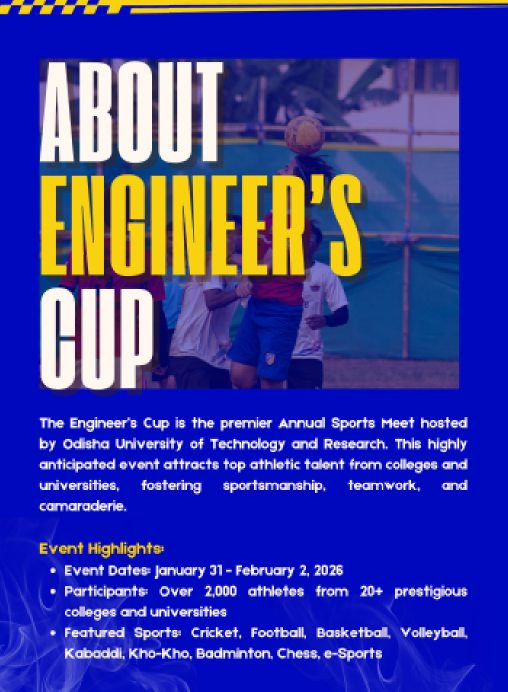 ABOUT
ENGINEER'S
CUP
The Engineer's Cup is the premier Annual Sports Meet hosted
by Odisha University of Technology and Research. This highly
anticipated event attracts top athletic talent from colleges and
universities, fostering sportsmanship, teamwork, and
camaraderie.
Event Highlights:
• Event Dates: January 31 - February 2, 2026
• Participants: Over 2,000 athletes from 20+ prestigious
colleges and universities
• Featured Sports: Cricket, Football, Basketball, Volleyball,
Kabaddi, Kho-Kho, Badminton, Chess, e-Sports